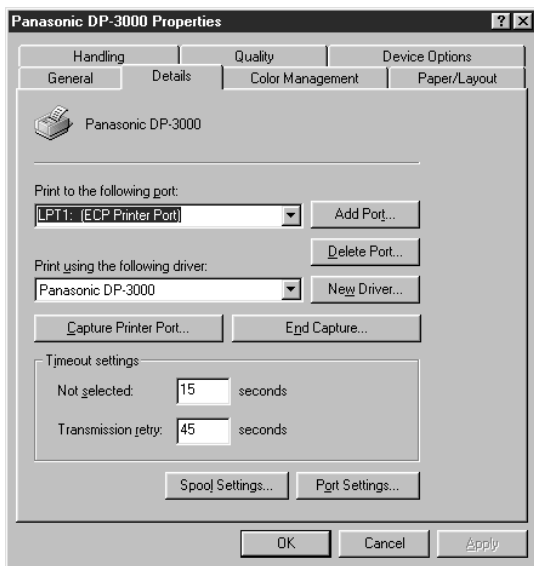 Panasonic DP-3000 Properties
Handling Quality Device Options
General Details Color Management Paper/Layout
Panasonic DP-3000
Print to the following port:
LPT1: (ECP Printer Port) Add Port...
Delete Port...
Print using the following driver:
Panasonic DP-3000 New Driver...
Capture Printer Port... End Capture...
Timeout settings
Not selected: 15 seconds
Transmission retry: 45 seconds
Spool Settings... Port Settings...
OK Cancel Apply